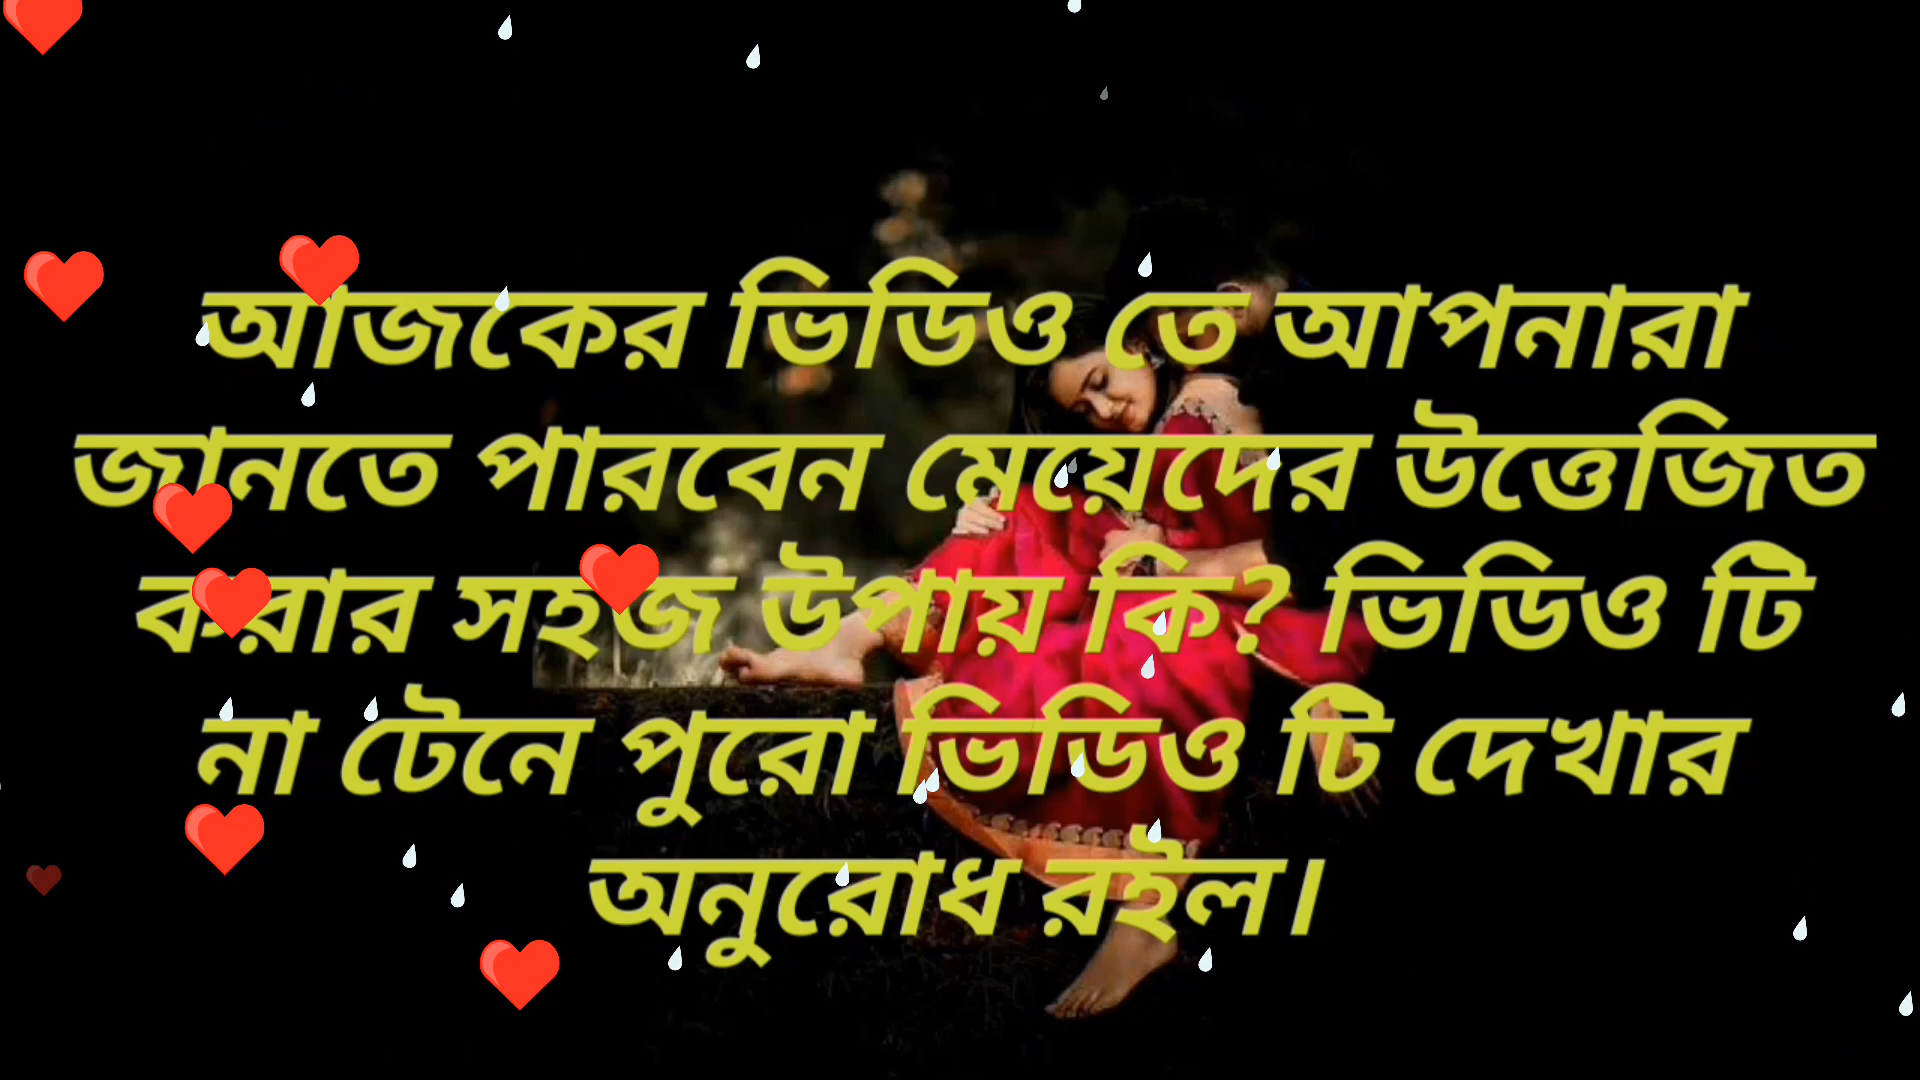 আজকের ভিডিও তে আপনারা
জানতে পারবেন মেয়েদের উত্তেজিত
করার সহজ উপায় কি? ভিডিও টি
না টেনে পুরো ভিডিও টি দেখার
অনুরোধ রইল।